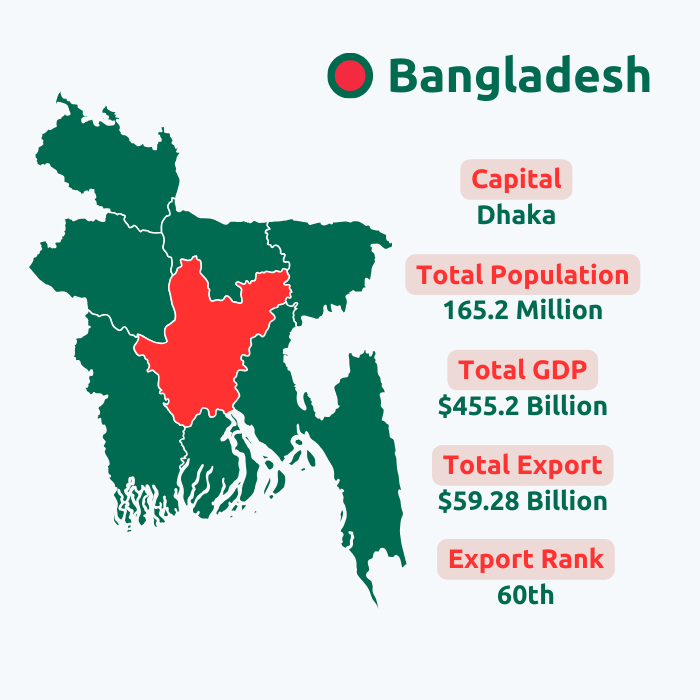 Bangladesh
Capital
Dhaka
Total Population
165.2 Million
Total GDP
$455.2 Billion
Total Export
$59.28 Billion
Export Rank
60th